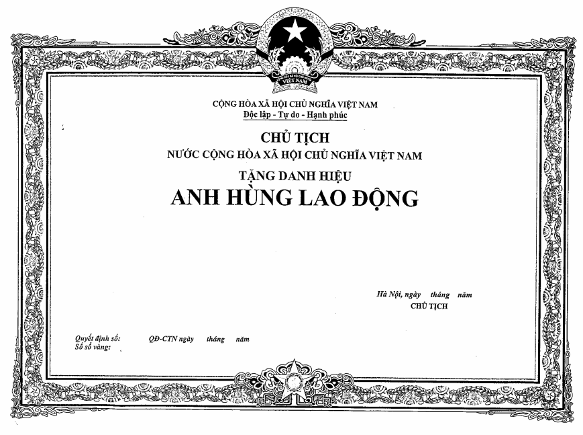 VIỆT NAM
CỘNG HÒA XÃ HỘI CHỦ NGHĨA VIỆT NAM
Độc lập - Tự do - Hạnh phúc
CHỦ TỊCH
NƯỚC CỘNG HÒA XÃ HỘI CHỦ NGHĨA VIỆT NAM
TẶNG DANH HIỆU
ANH HÙNG LAO ĐỘNG
Hà Nội, ngày tháng năm
CHỦ TỊCH
Quyết định số: QĐ-CTN ngày tháng năm
Số sổ vàng: